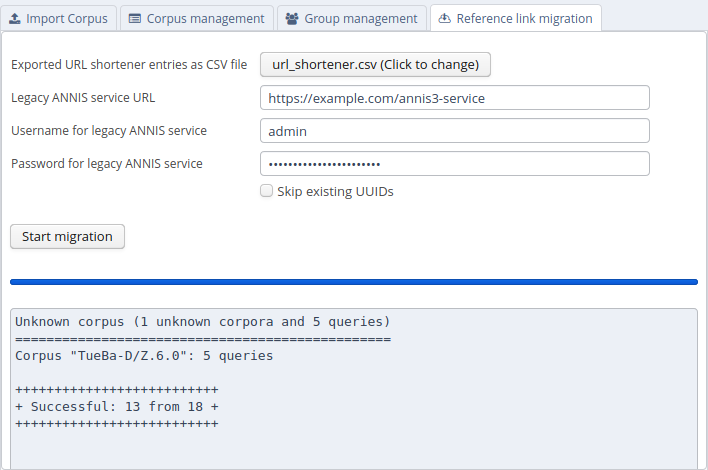 Import Corpus Corpus management Group management Reference link migration
Exported URL shortener entries as CSV file url_shortener.csv (Click to change)
Legacy ANNIS service URL https://example.com/annis3-service
Username for legacy ANNIS service admin
Password for legacy ANNIS service •••••••••••••••••••••••
Skip existing UUIDs
Start migration
Unknown corpus (1 unknown corpora and 5 queries)
================================================
Corpus "TueBa-D/Z.6.0": 5 queries
++++++++++++++++++++++++++
+ Successful: 13 from 18 +
++++++++++++++++++++++++++